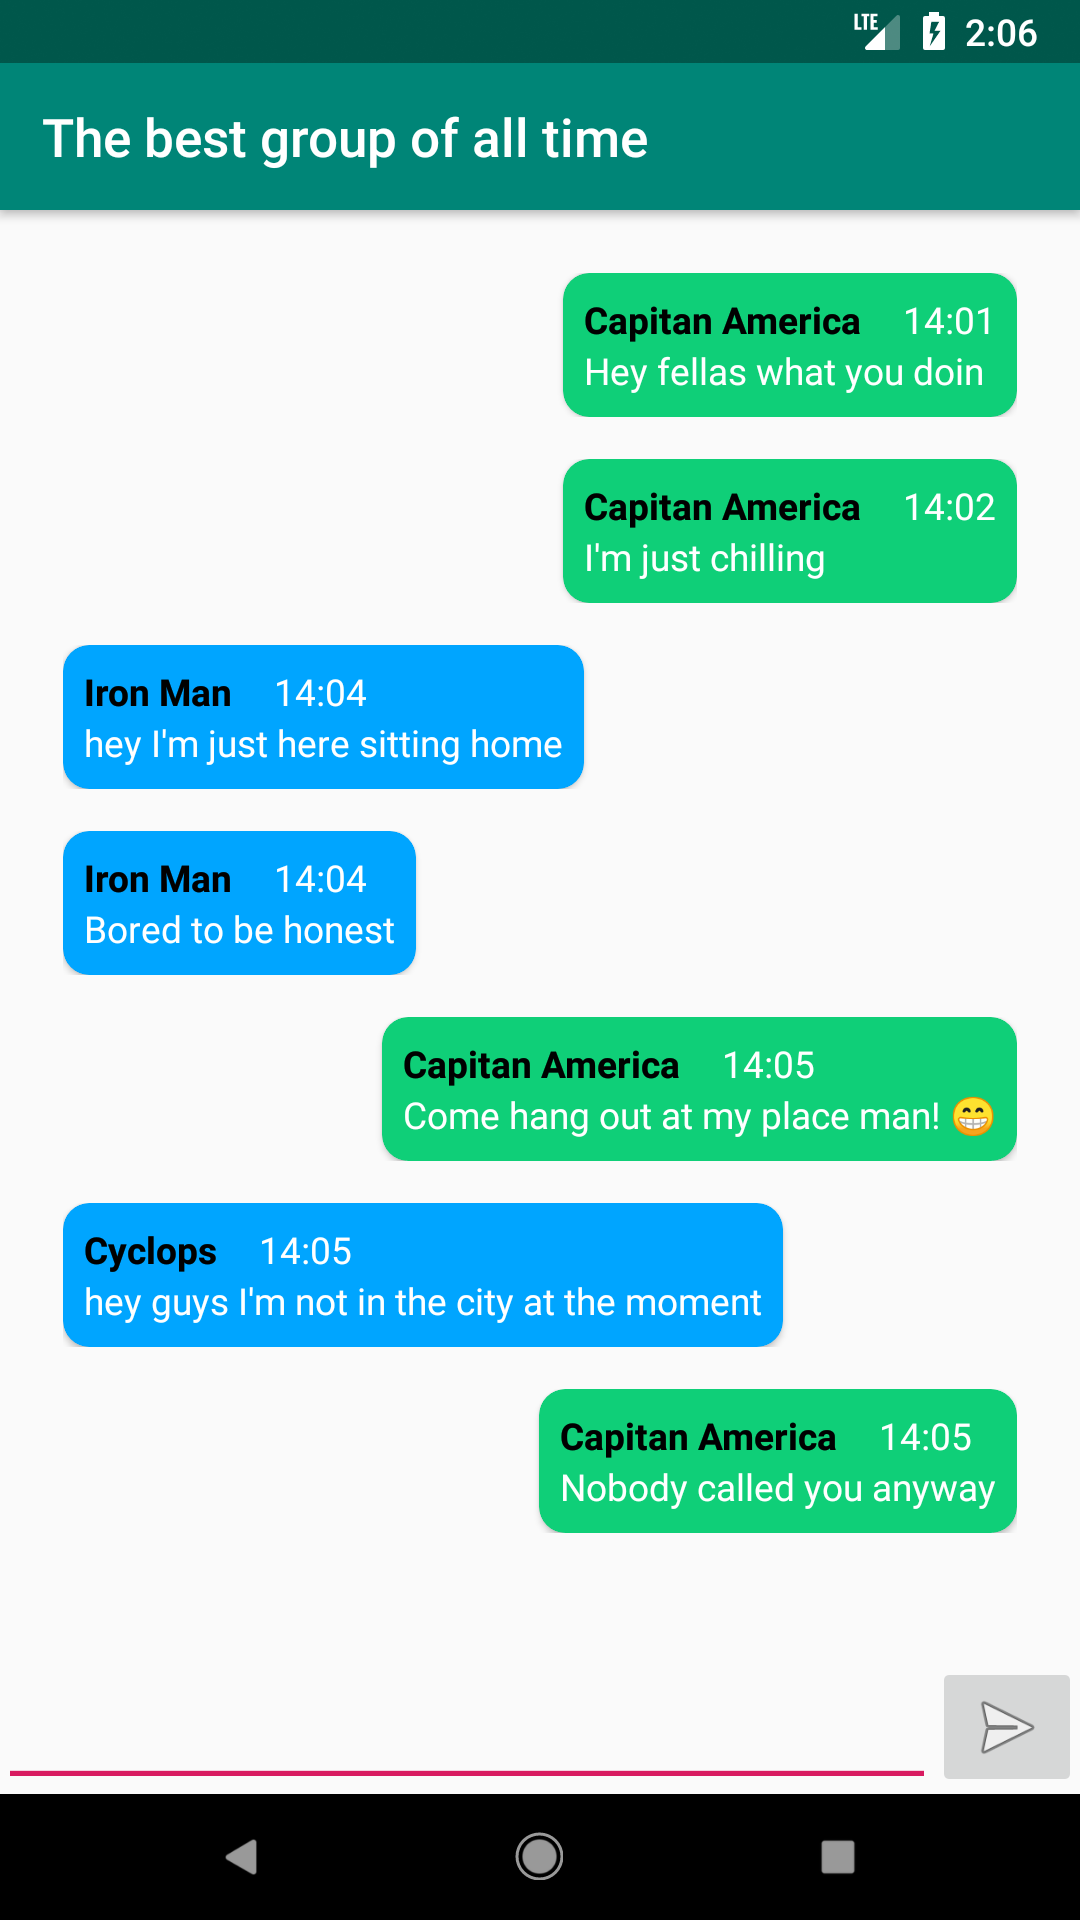 LTE 2:06
The best group of all time
Capitan America 14:01
Hey fellas what you doin
Capitan America 14:02
I'm just chilling
Iron Man 14:04
hey I'm just here sitting home
Iron Man 14:04
Bored to be honest
Capitan America 14:05
Come hang out at my place man! 😁
Cyclops 14:05
hey guys I'm not in the city at the moment
Capitan America 14:05
Nobody called you anyway